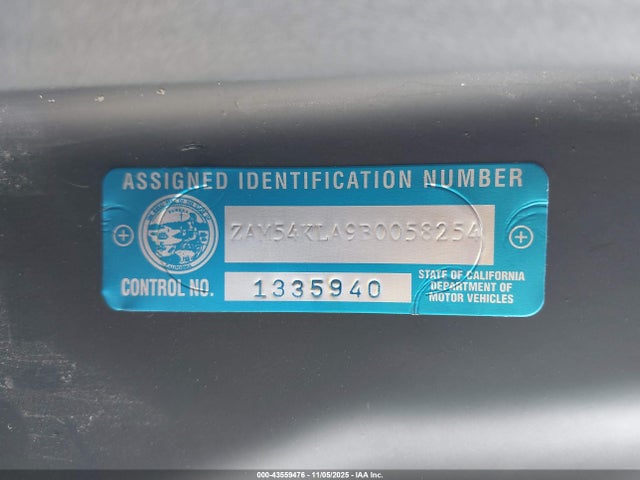 ASSIGNED IDENTIFICATION NUMBER
ZAM54KLA9B0058254
CONTROL NO. 1335940
STATE OF CALIFORNIA
DEPARTMENT OF
MOTOR VEHICLES
000-43559476 - 11/05/2025 - IAA Inc.